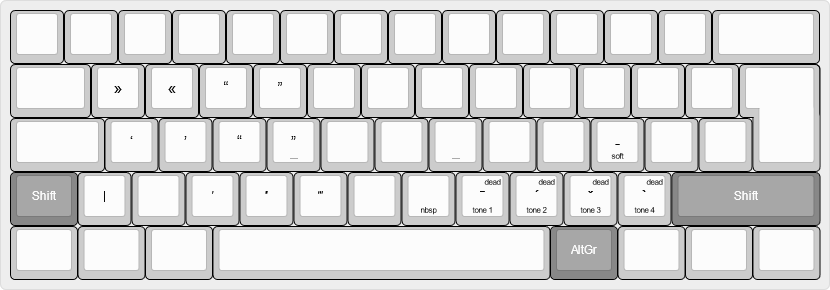 » « “ ”
‘ ’ “ ” _ _ - soft
Shift | ′ ″ ‴ nbsp dead ˉ tone 1 dead ˊ tone 2 dead ˇ tone 3 dead ˋ tone 4 Shift
AltGr